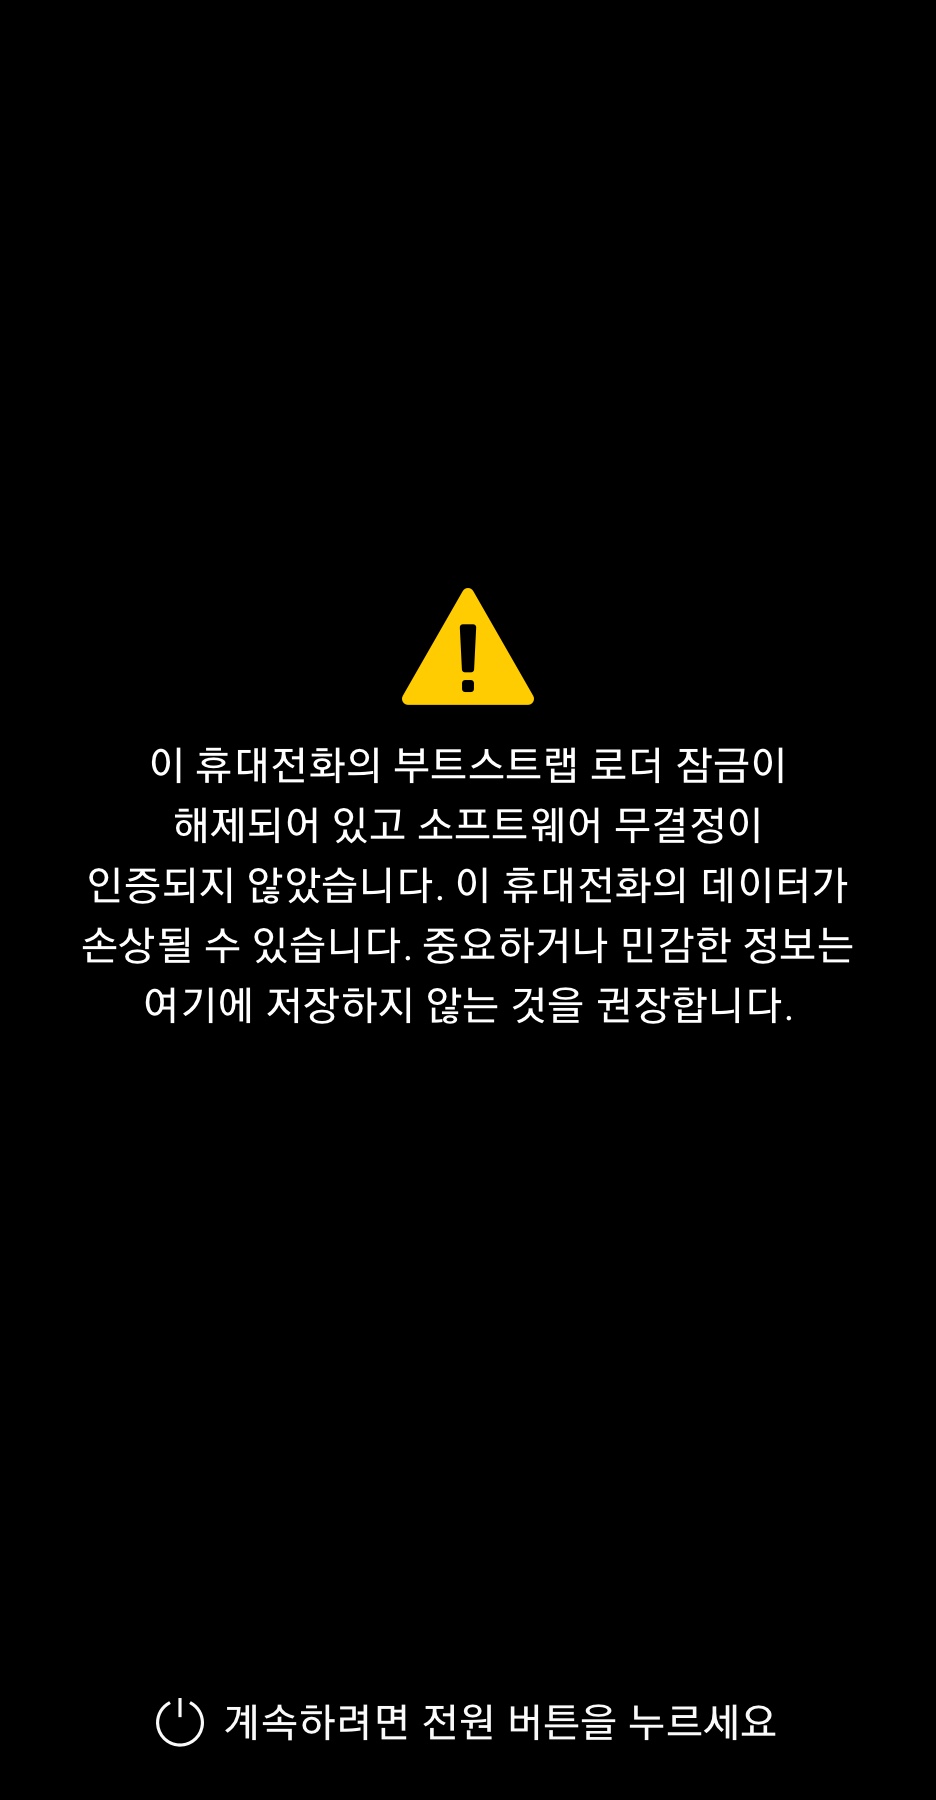 이 휴대전화의 부트스트랩 로더 잠금이
해제되어 있고 소프트웨어 무결정이
인증되지 않았습니다. 이 휴대전화의 데이터가
손상될 수 있습니다. 중요하거나 민감한 정보는
여기에 저장하지 않는 것을 권장합니다.
계속하려면 전원 버튼을 누르세요